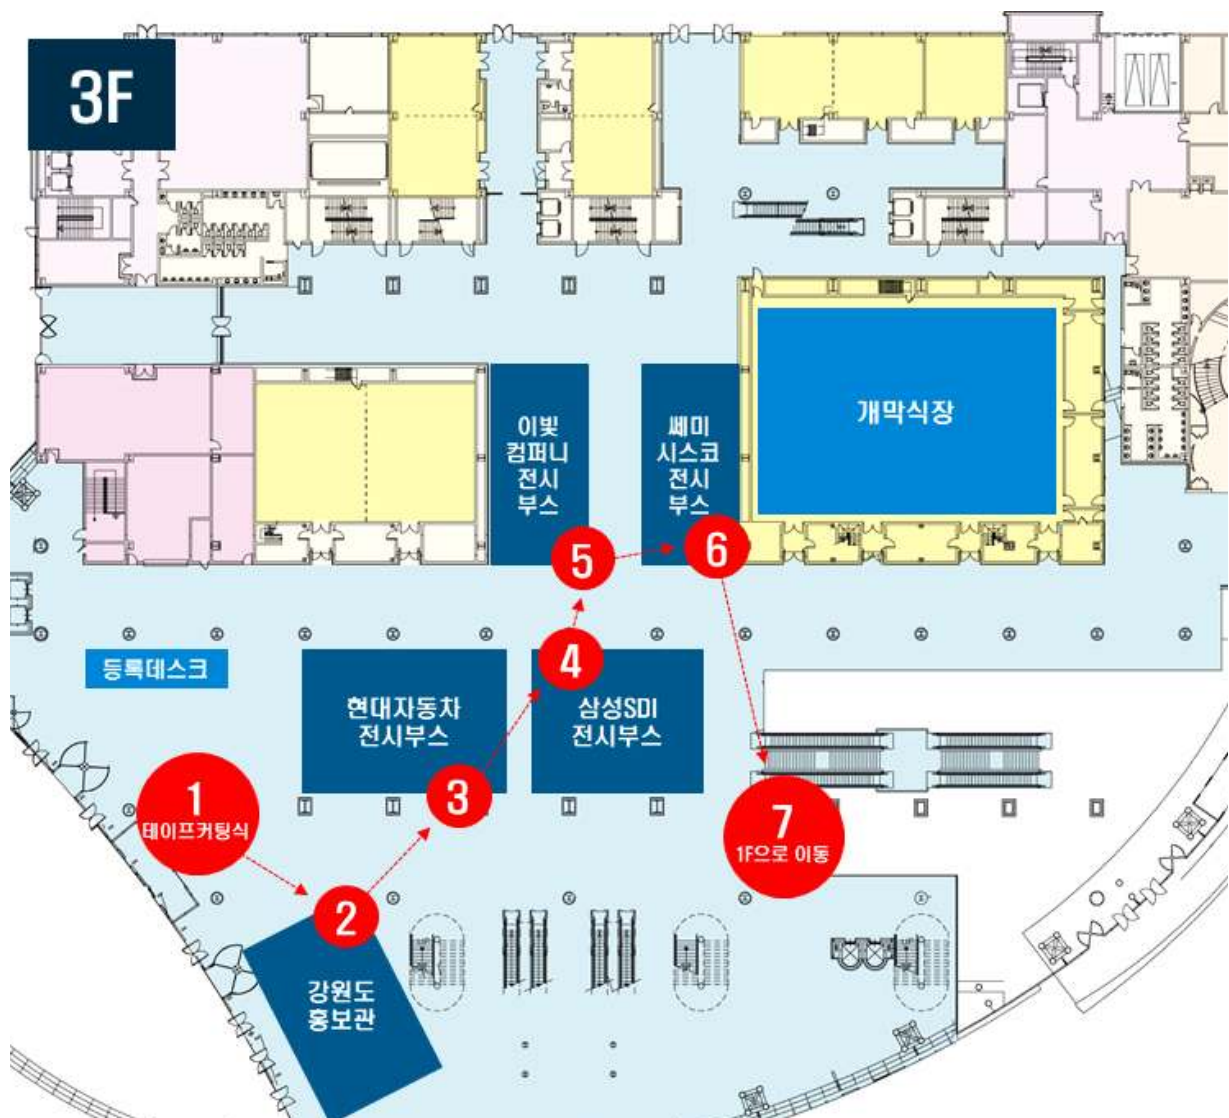 3F
개막식장
이빛
컴퍼니
전시
부스
쎄미
시스코
전시
부스
5
6
4
등록데스크
현대자동차
전시부스
삼성SDI
전시부스
3
1
테이프커팅식
7
1F으로 이동
2
강원도
홍보관